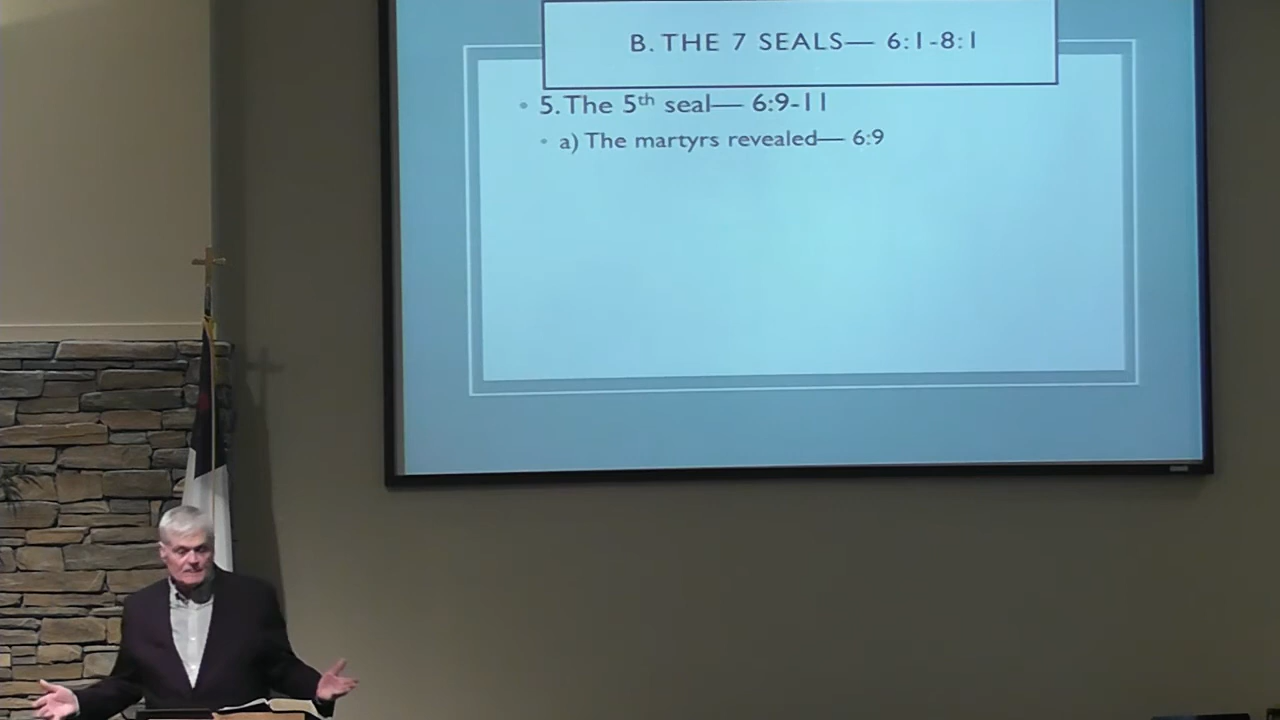 B. THE 7 SEALS— 6:1-8:1
• 5. The 5th seal— 6:9-11
• a) The martyrs revealed— 6:9